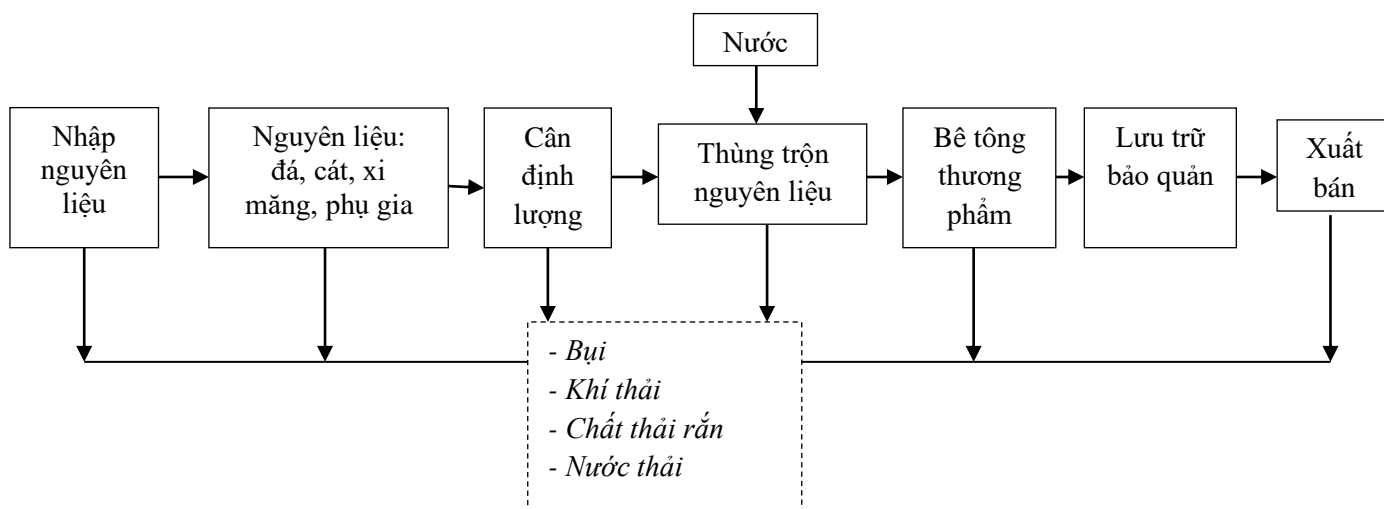 Nước
Nhập
nguyên
liệu
Nguyên liệu:
đá, cát, xi
măng, phụ gia
Cân
định
lượng
Thùng trộn
nguyên liệu
Bê tông
thương
phẩm
Lưu trữ
bảo quản
Xuất
bán
- Bụi
- Khí thải
- Chất thải rắn
- Nước thải